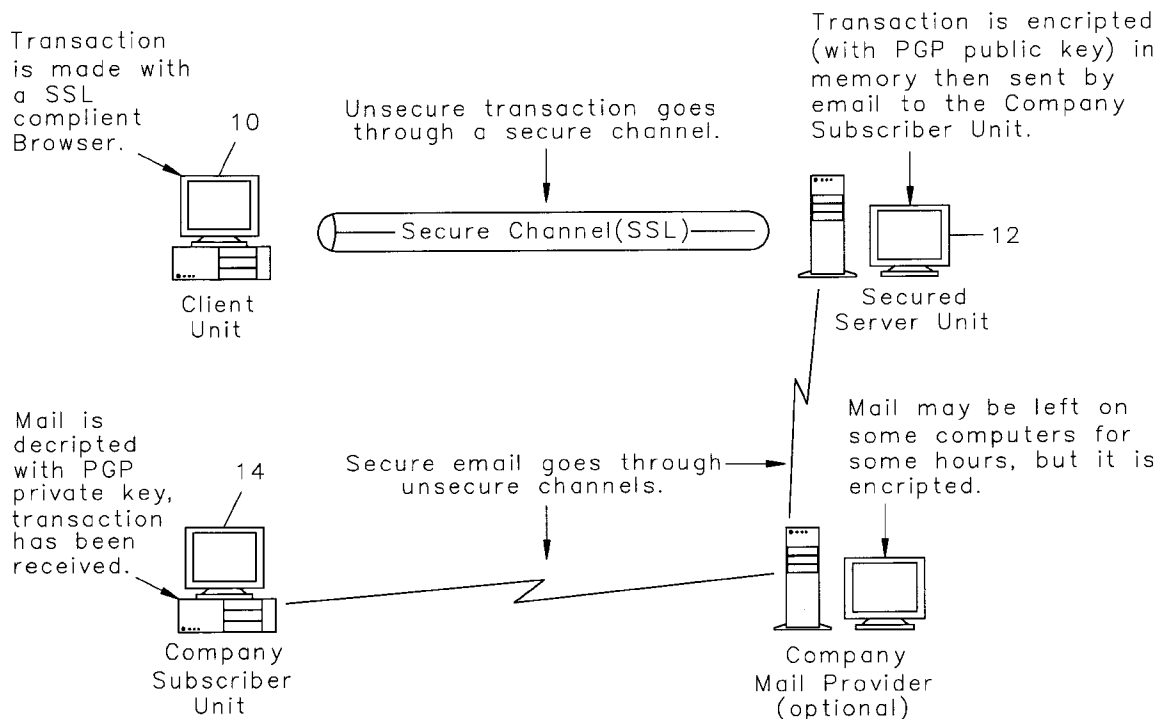 Transaction
is made with
a SSL
complient
Browser.
10
Unsecure transaction goes
through a secure channel.
Transaction is encripted
(with PGP public key) in
memory then sent by
email to the Company
Subscriber Unit.
Secure Channel(SSL)
12
Client
Unit
Secured
Server Unit
Mail is
decripted
with PGP
private key,
transaction
has been
received.
14
Secure email goes through
unsecure channels.
Mail may be left on
some computers for
some hours, but it is
encripted.
Company
Subscriber
Unit
Company
Mail Provider
(optional)